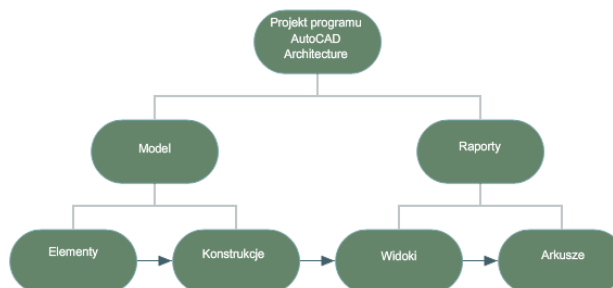 Projekt programu
AutoCAD
Architecture
Model
Raporty
Elementy
Konstrukcje
Widoki
Arkusze